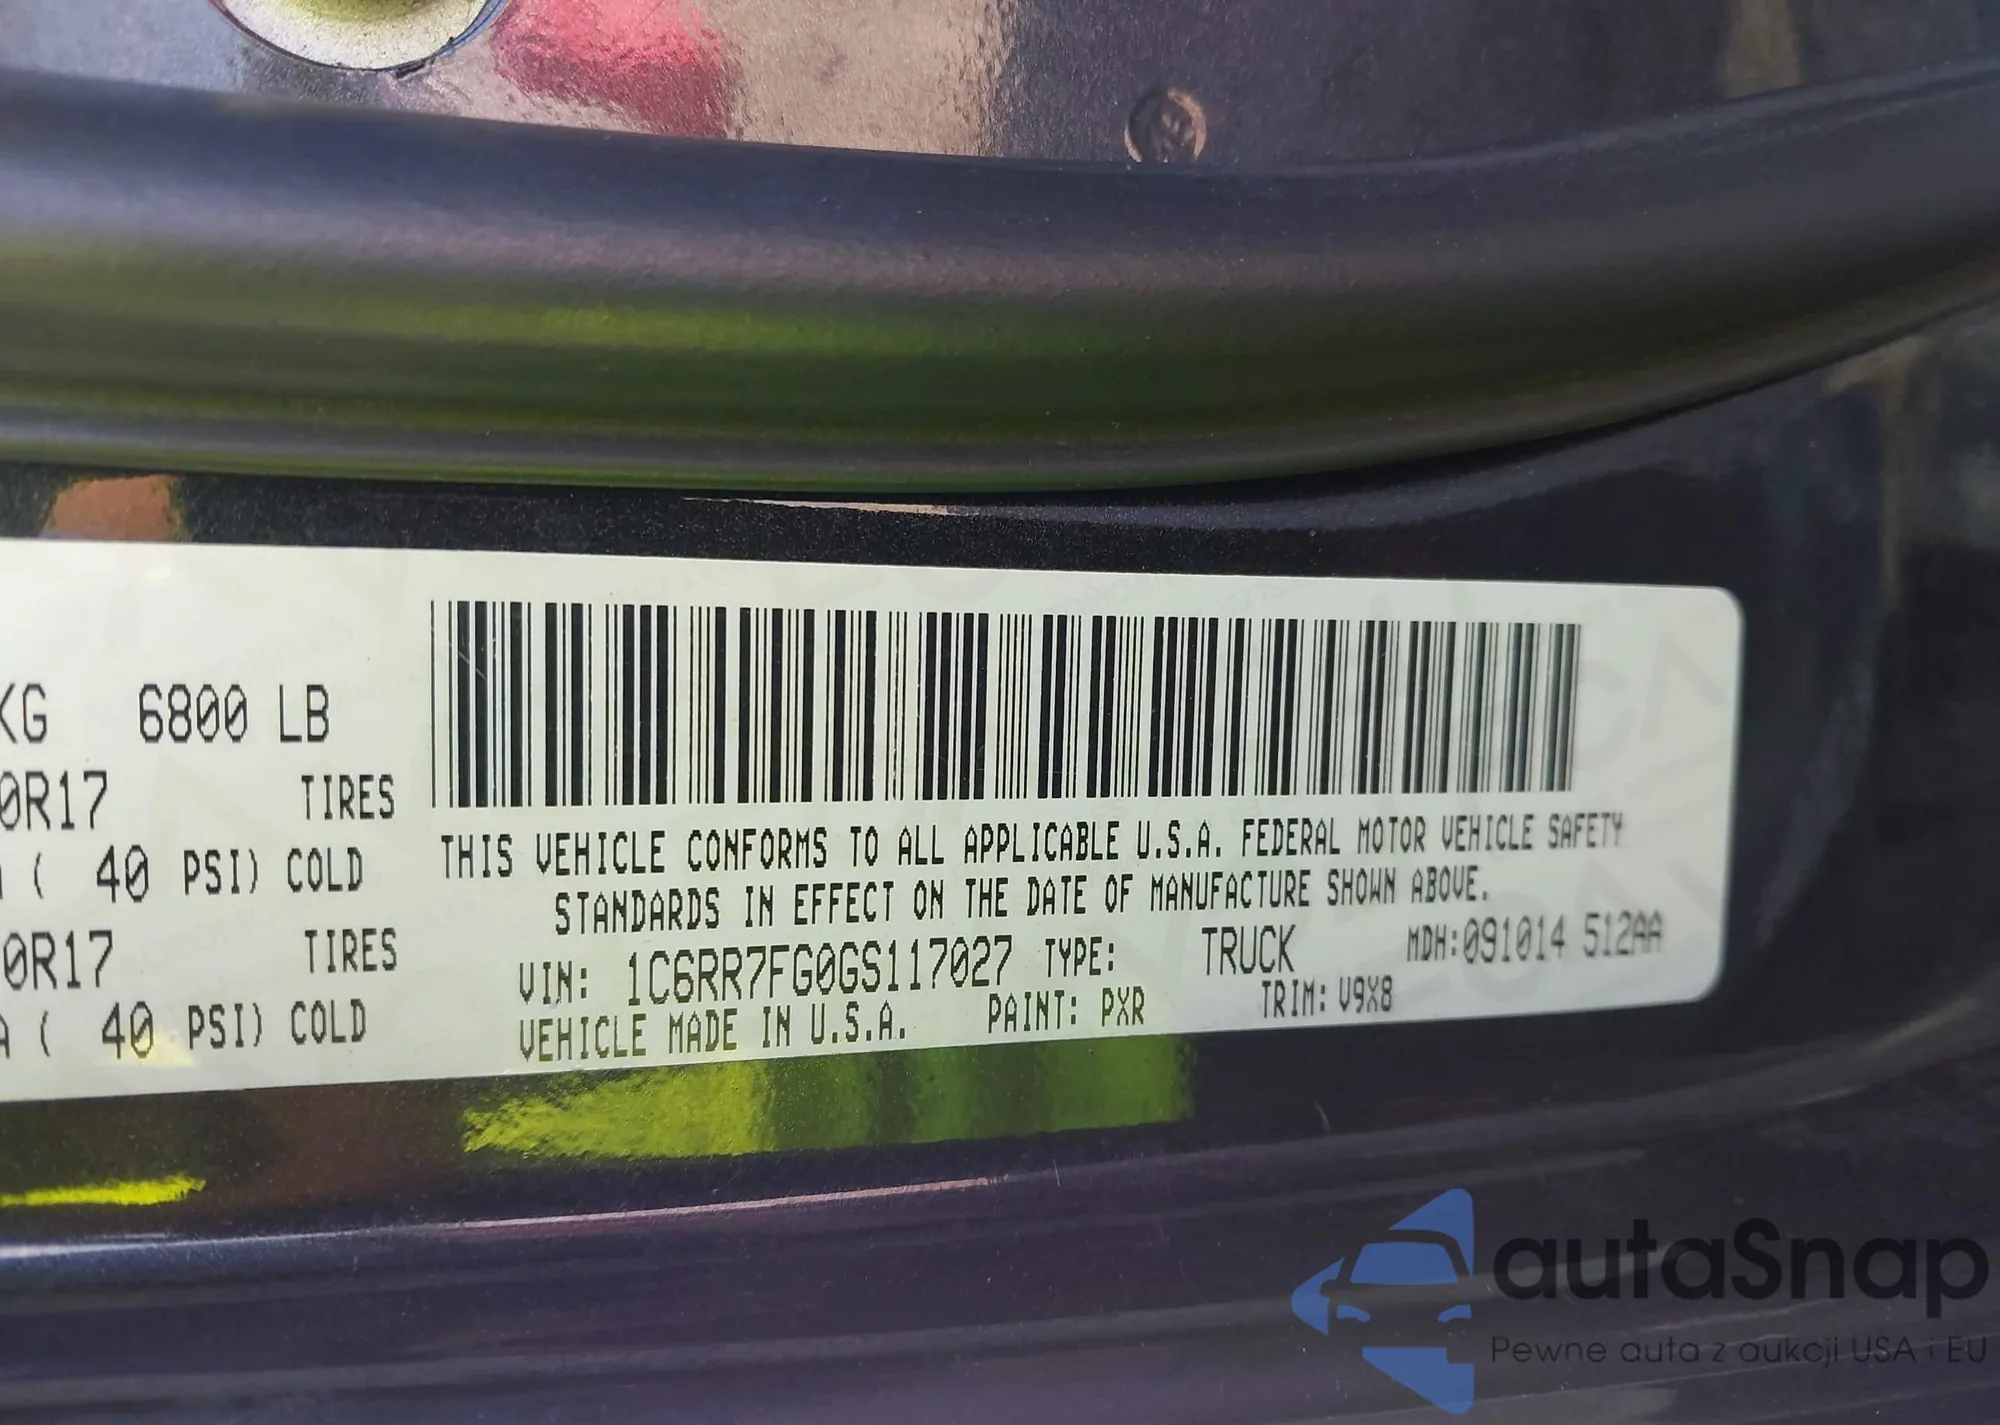 KG 6800 LB
0R17 TIRES
( 40 PSI) COLD
0R17 TIRES
A ( 40 PSI) COLD
THIS VEHICLE CONFORMS TO ALL APPLICABLE U.S.A. FEDERAL MOTOR VEHICLE SAFETY
STANDARDS IN EFFECT ON THE DATE OF MANUFACTURE SHOWN ABOVE.
VIN: 1C6RR7FG0GS117027 TYPE: TRUCK MDH:091014 512AA
VEHICLE MADE IN U.S.A. PAINT: PXR TRIM: V9X8
autaSnap
Pewne auta z aukcji USA i EU